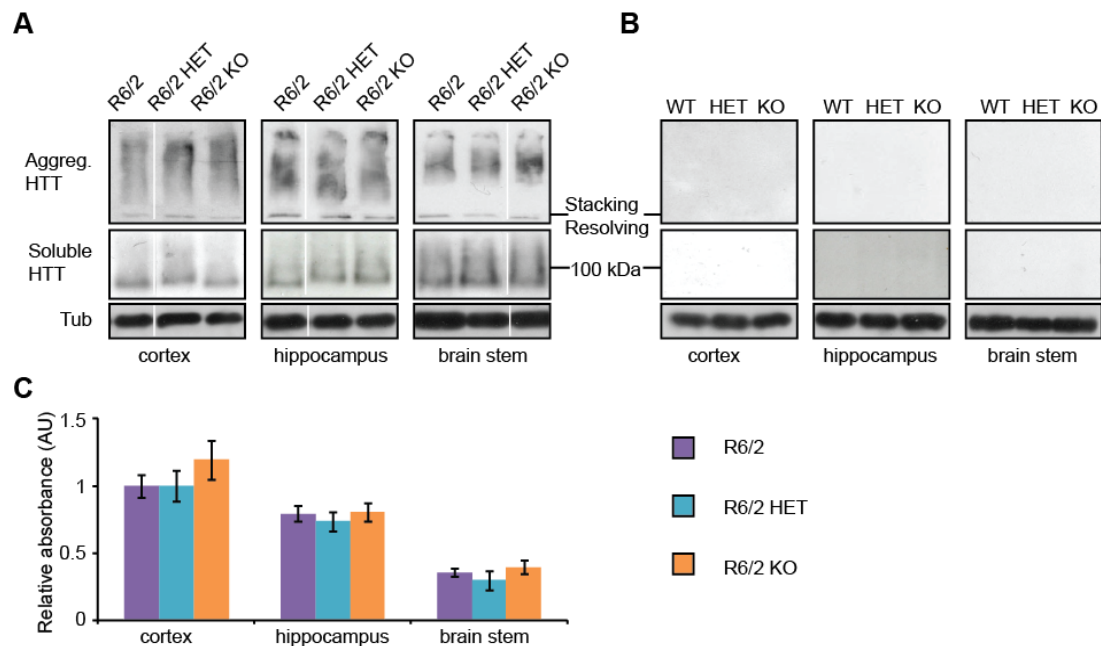 A
R6/2 R6/2 HET R6/2 KO
R6/2 R6/2 HET R6/2 KO
R6/2 R6/2 HET R6/2 KO
Aggreg. HTT
Soluble HTT
Tub
cortex
hippocampus
brain stem
Stacking
Resolving
100 kDa
B
WT HET KO
WT HET KO
WT HET KO
cortex
hippocampus
brain stem
C
Relative absorbance (AU)
1.5
1
0.5
0
cortex
hippocampus
brain stem
R6/2
R6/2 HET
R6/2 KO